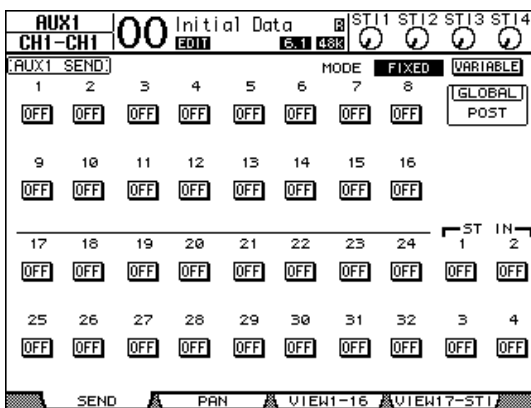 AUX1 00 Initial Data R STI1 STI2 STI3 STI4
CH1-CH1 EDIT 6.1 48K
AUX1 SEND MODE FIXED VARIABLE
1 2 3 4 5 6 7 8 GLOBAL
OFF OFF OFF OFF OFF OFF OFF OFF POST
9 10 11 12 13 14 15 16
OFF OFF OFF OFF OFF OFF OFF OFF
ST IN
17 18 19 20 21 22 23 24 1 2
OFF OFF OFF OFF OFF OFF OFF OFF OFF OFF
25 26 27 28 29 30 31 32 3 4
OFF OFF OFF OFF OFF OFF OFF OFF OFF OFF
SEND PAN VIEW1-16 VIEW17-STI